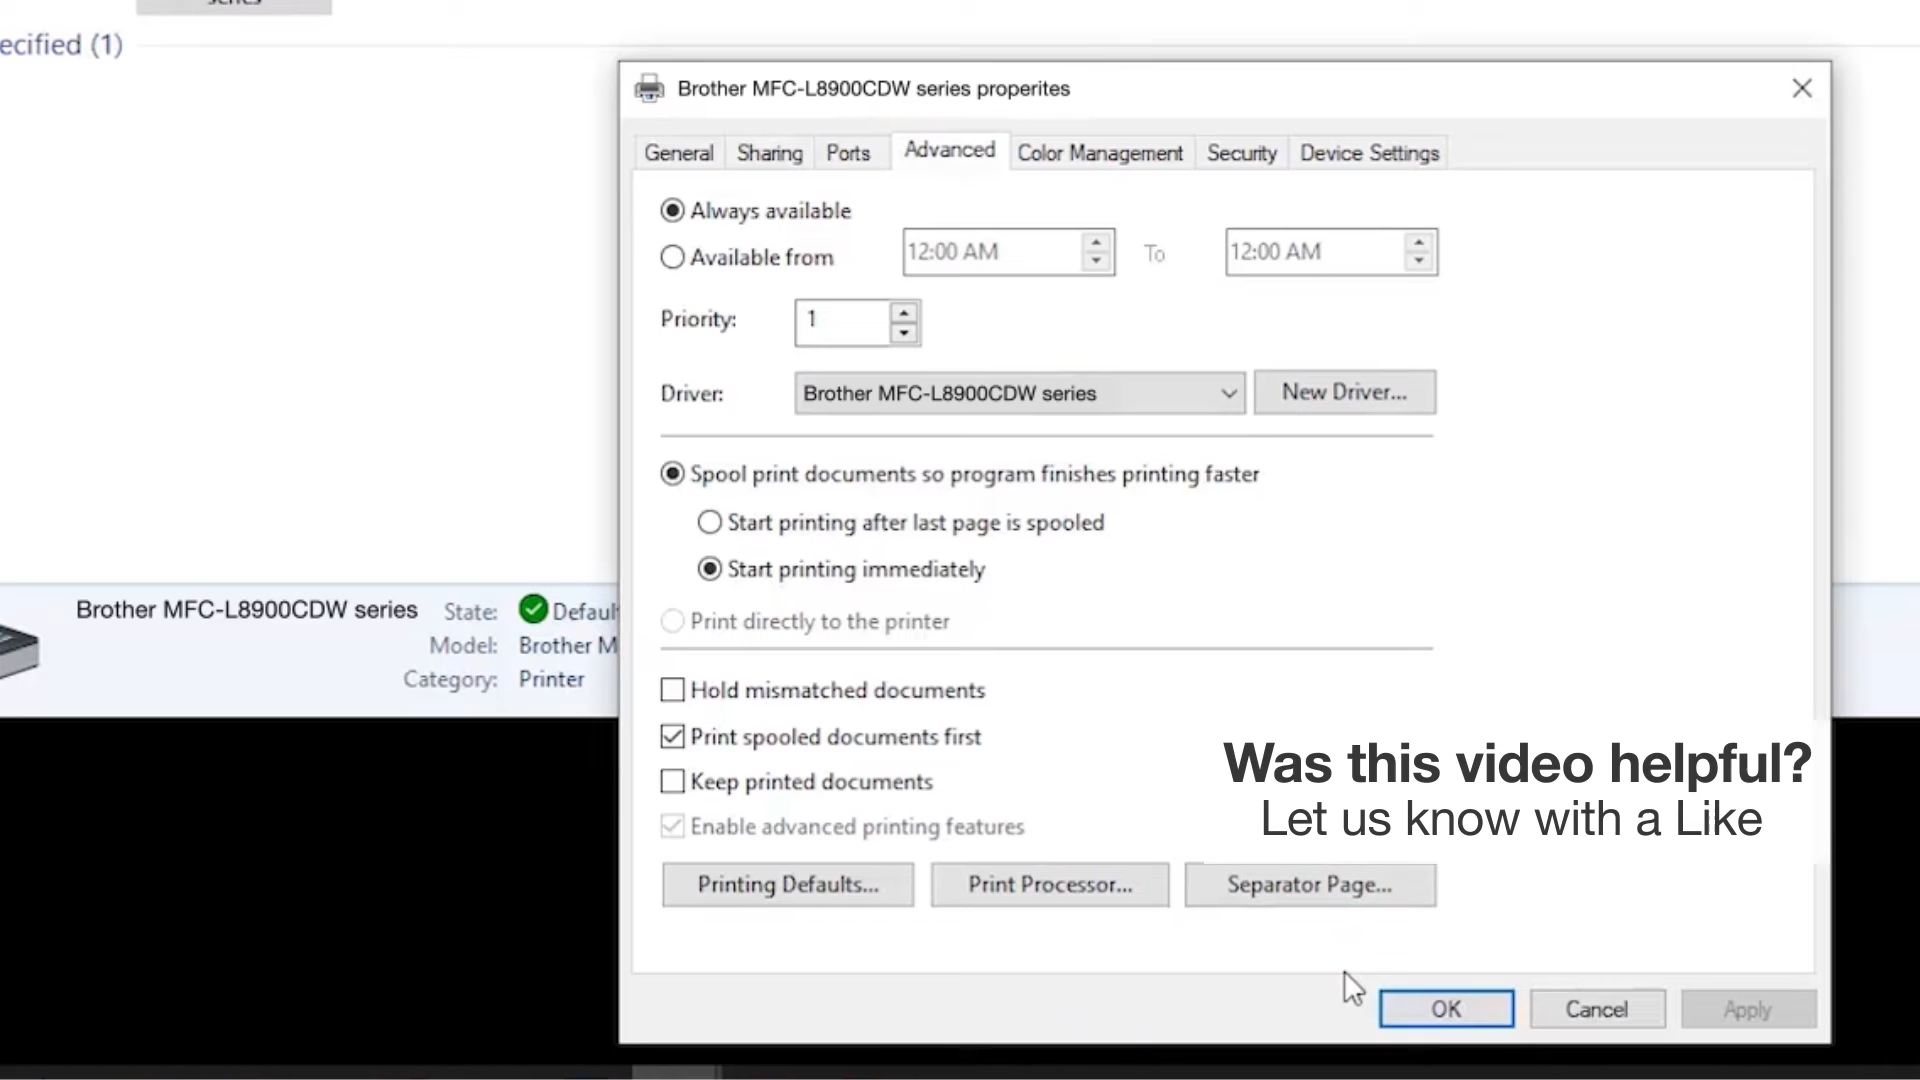 series
ecified (1)
Brother MFC-L8900CDW series properites
General Sharing Ports Advanced Color Management Security Device Settings
Always available
Available from 12:00 AM To 12:00 AM
Priority: 1
Driver: Brother MFC-L8900CDW series New Driver...
Spool print documents so program finishes printing faster
Start printing after last page is spooled
Start printing immediately
Print directly to the printer
Brother MFC-L8900CDW series State: Defaul
Model: Brother M
Category: Printer
Hold mismatched documents
Print spooled documents first
Keep printed documents
Enable advanced printing features
Was this video helpful?
Let us know with a Like
Printing Defaults... Print Processor... Separator Page...
OK Cancel Apply